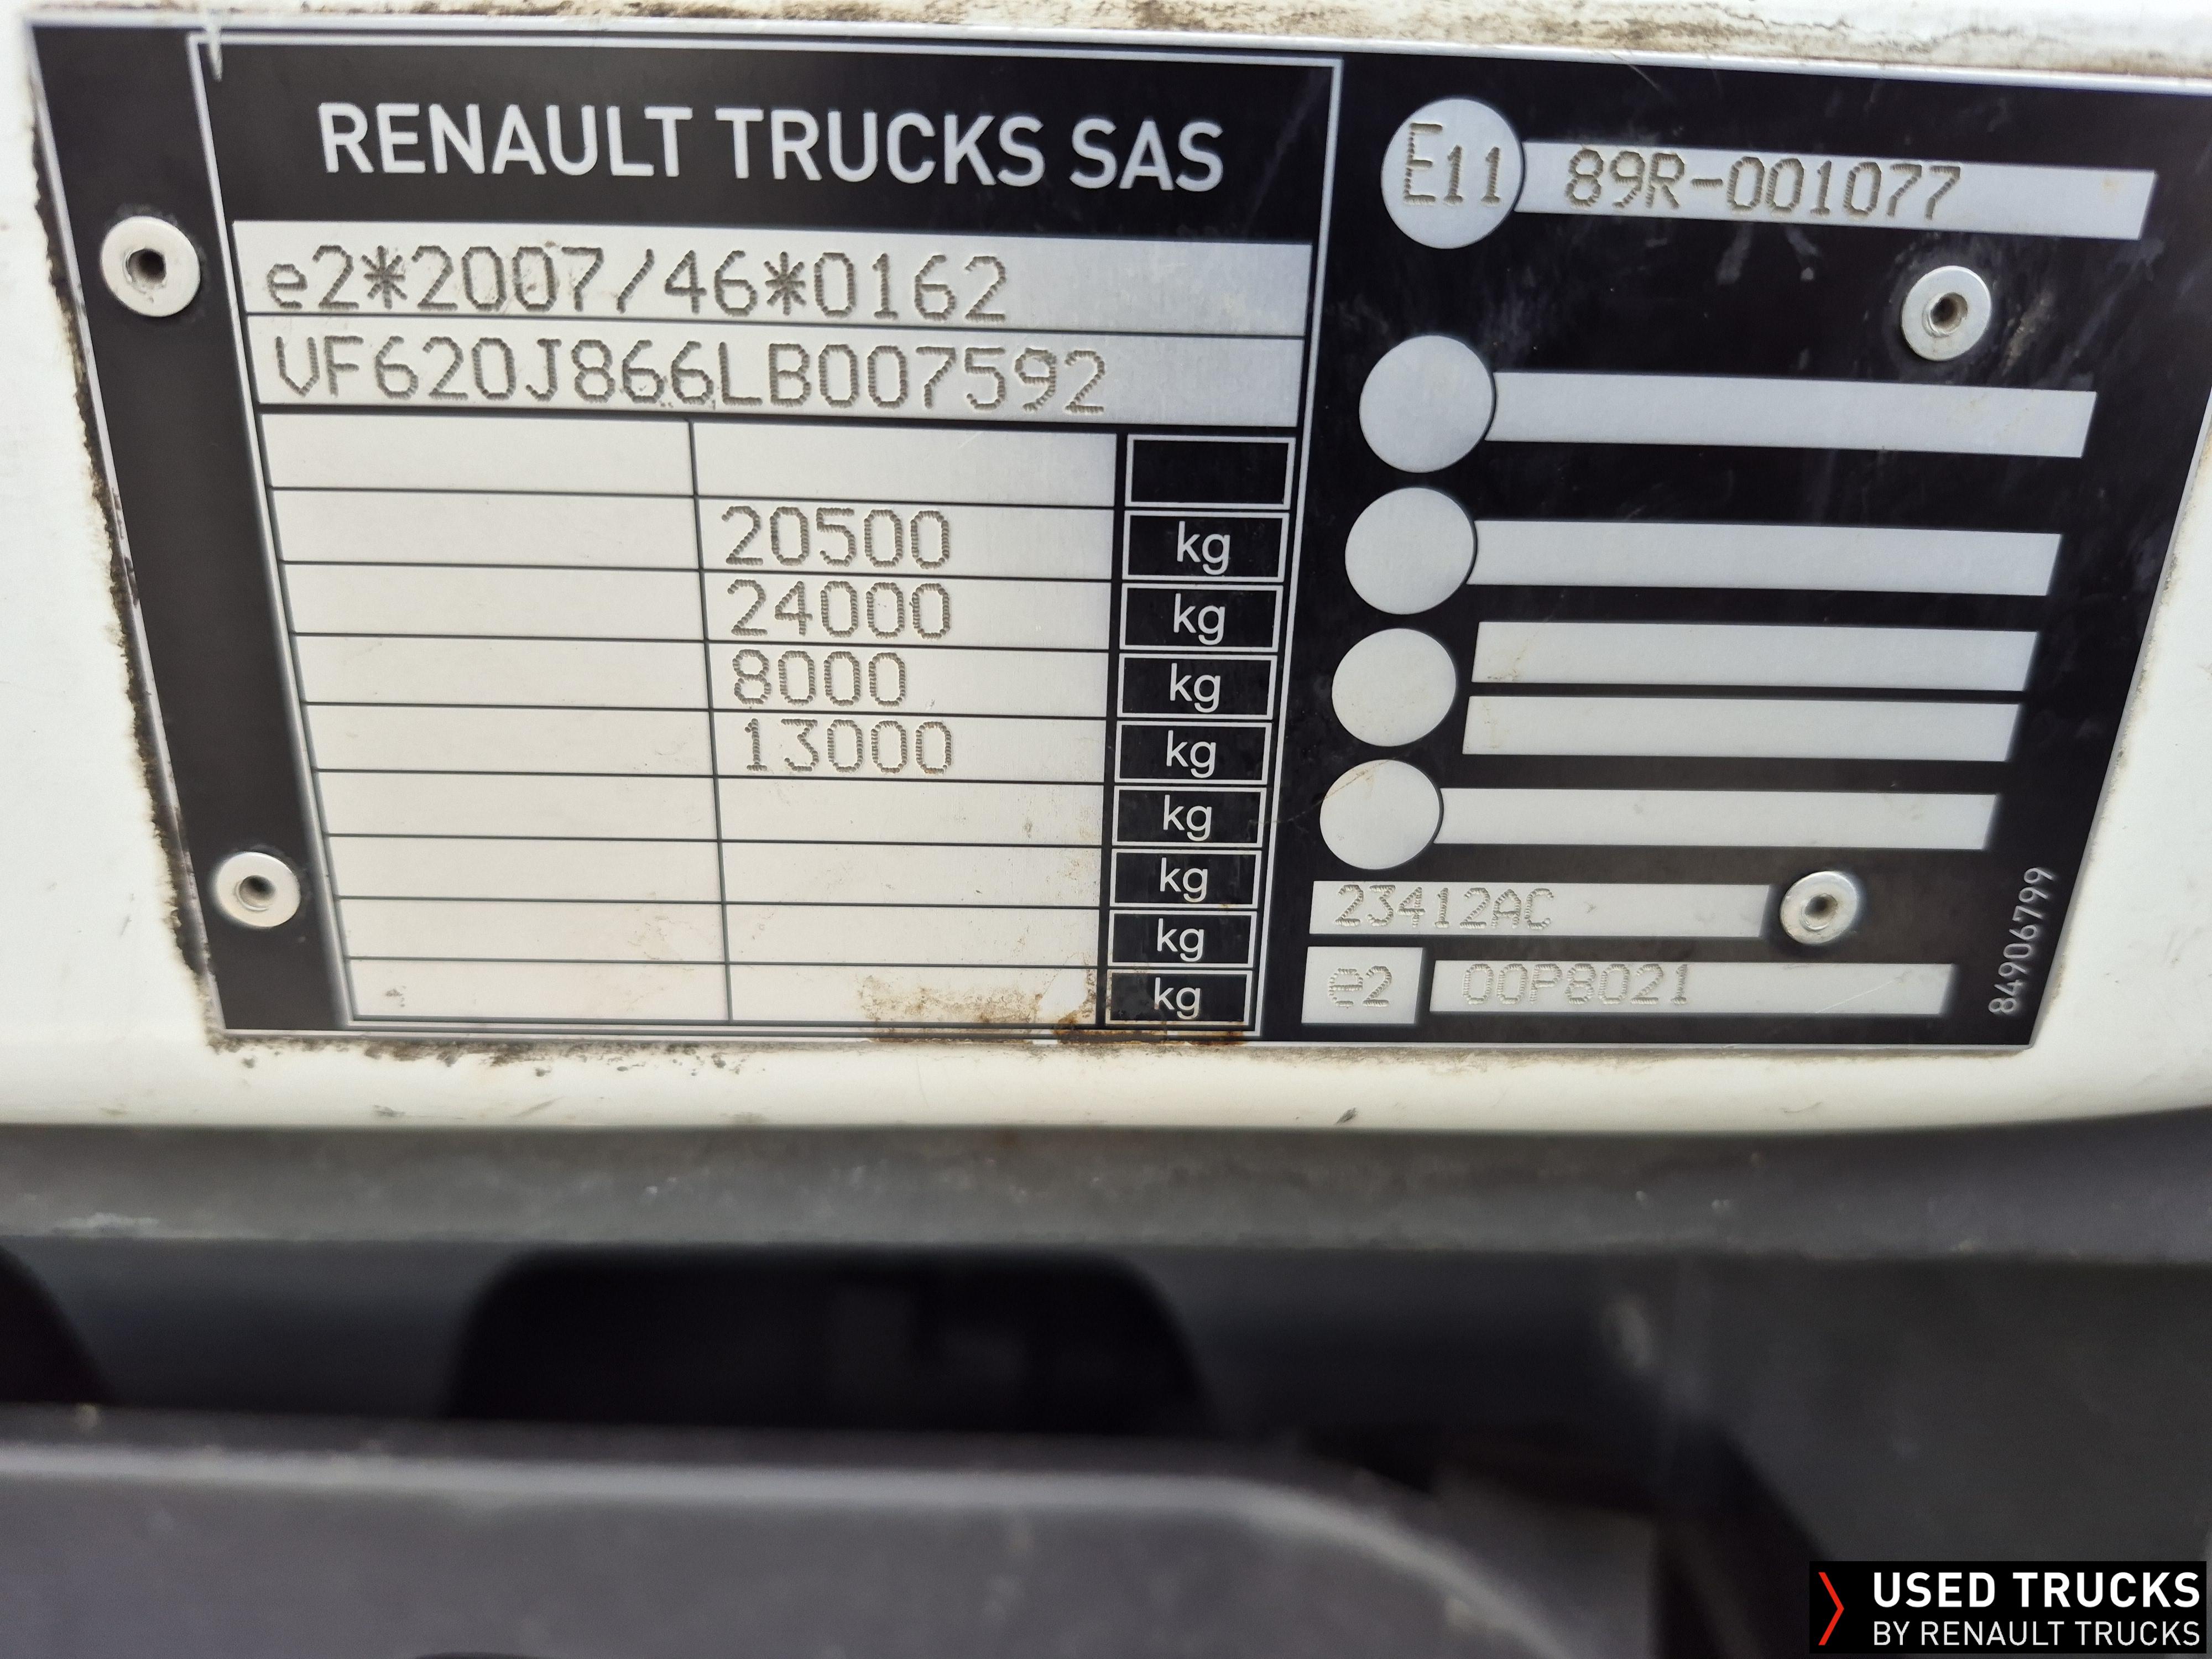 RENAULT TRUCKS SAS
e2*2007/46*0162
VF620J866LB007592
20500 kg
24000 kg
8000 kg
13000 kg
kg
kg
kg
kg
E11 89R-001077
23412AC
e2 00P8021
84906799
USED TRUCKS
BY RENAULT TRUCKS